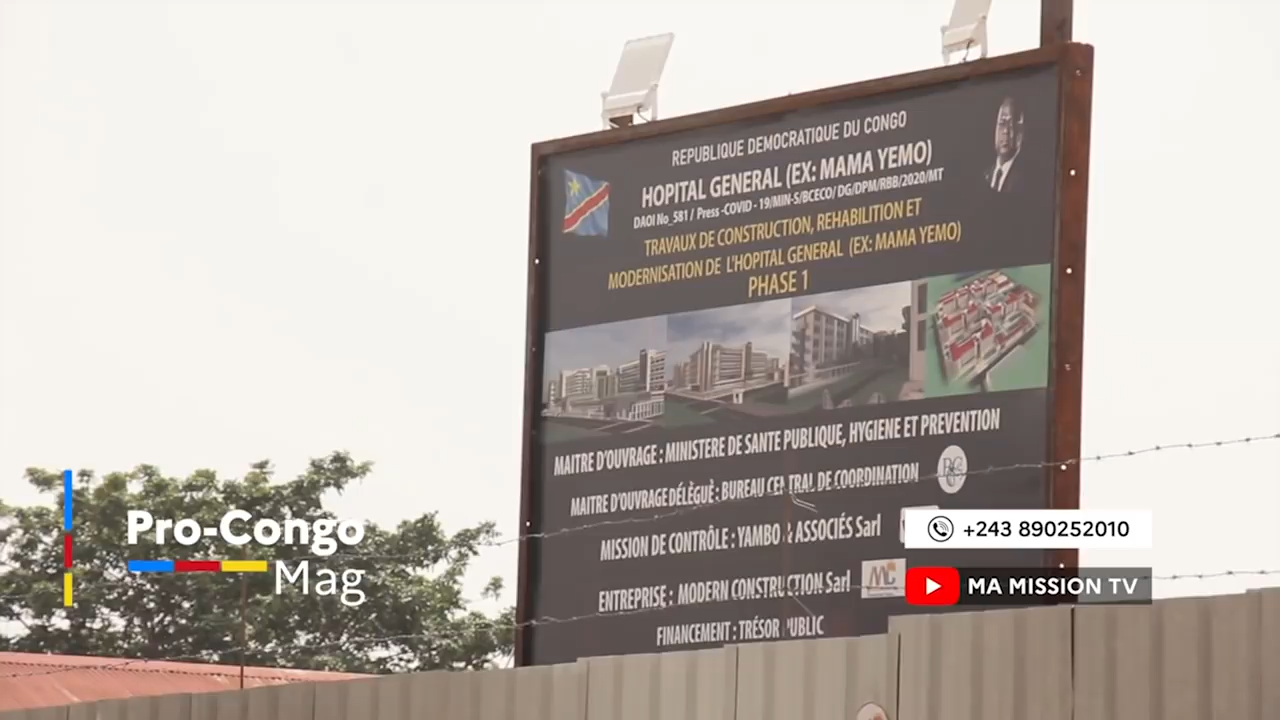 REPUBLIQUE DEMOCRATIQUE DU CONGO
HOPITAL GENERAL (EX: MAMA YEMO)
DAOI No_581 / Press -COVID - 19/MIN-S/BCECO/ DG/DPM/RBB/2020/MT
TRAVAUX DE CONSTRUCTION, REHABILITION ET
MODERNISATION DE L'HOPITAL GENERAL (EX: MAMA YEMO)
PHASE 1
MAITRE D'OUVRAGE : MINISTERE DE SANTE PUBLIQUE, HYGIENE ET PREVENTION
MAITRE D'OUVRAGE DÉLÈGUÈ : BUREAU CENTRAL DE COORDINATION
MISSION DE CONTRÔLE : YAMBO & ASSOCIÉS Sarl
ENTREPRISE : MODERN CONSTRUCTION Sarl
MC
FINANCEMENT : TRÉSOR PUBLIC
Pro-Congo
Mag
+243 890252010
MA MISSION TV